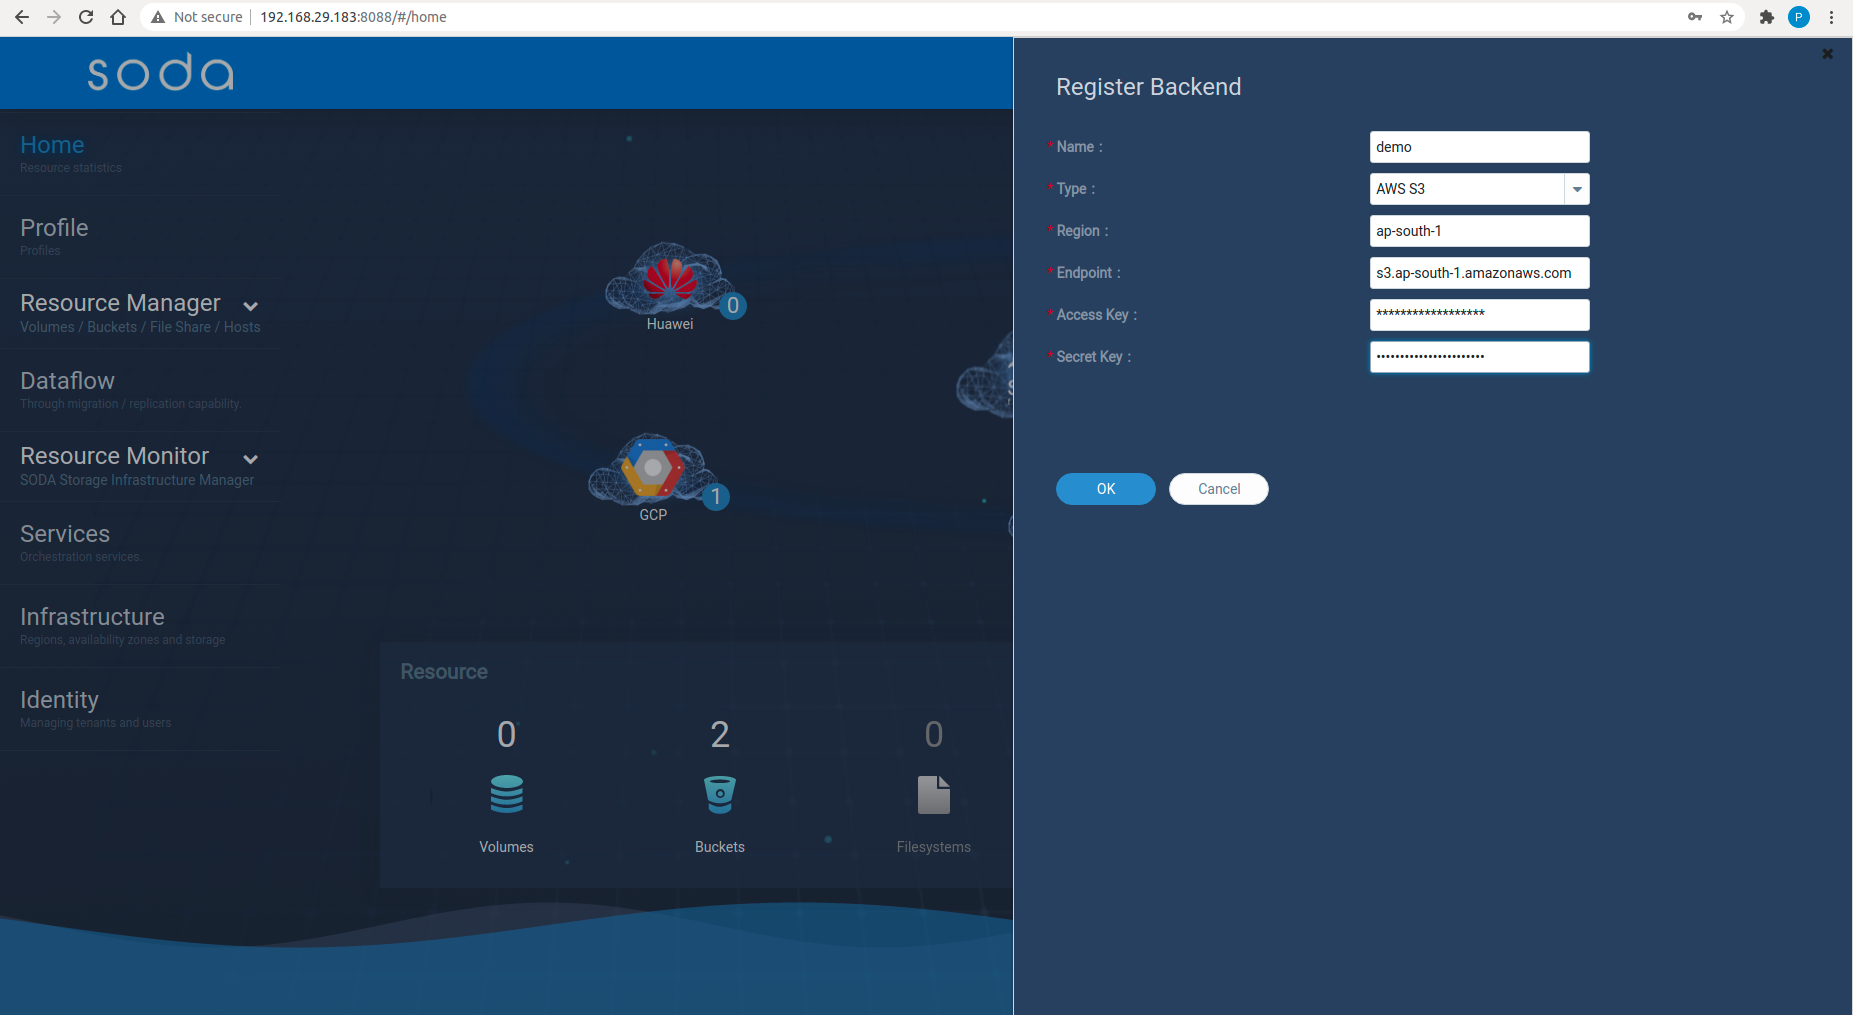 Not secure | 192.168.29.183:8088/#/home
P
soda
Home
Resource statistics
Profile
Profiles
Resource Manager
Volumes / Buckets / File Share / Hosts
Dataflow
Through migration / replication capability.
Resource Monitor
SODA Storage Infrastructure Manager
Services
Orchestration services.
Infrastructure
Regions, availability zones and storage
Identity
Managing tenants and users
0
Huawei
1
GCP
Resource
0
2
0
Volumes
Buckets
Filesystems
Register Backend
* Name :
demo
* Type :
AWS S3
* Region :
ap-south-1
* Endpoint :
s3.ap-south-1.amazonaws.com
* Access Key :
******************
* Secret Key :
•••••••••••••••••••••••
OK
Cancel